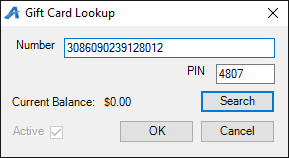 Gift Card Lookup
Number 3086090239128012
PIN 4807
Current Balance: $0.00 Search
Active OK Cancel